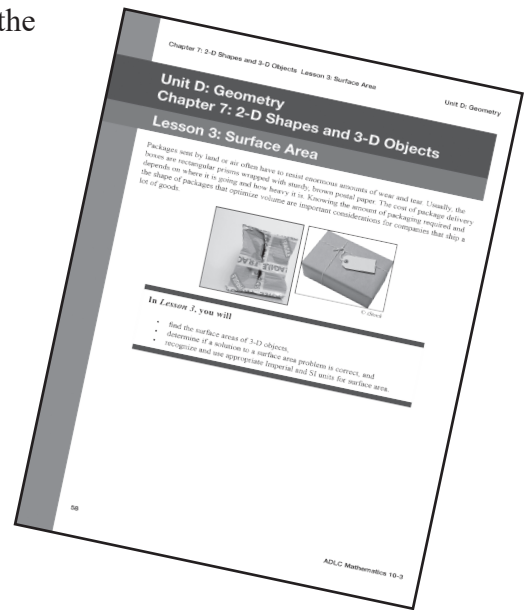 the
Chapter 7: 2-D Shapes and 3-D Objects Lesson 3: Surface Area
Unit D: Geometry
Unit D: Geometry
Chapter 7: 2-D Shapes and 3-D Objects
Lesson 3: Surface Area
Packages sent by land or air often have to resist enormous amounts of wear and tear. Usually, the
boxes are rectangular prisms wrapped with sturdy, brown postal paper. The cost of package delivery
depends on where it is going and how heavy it is. Knowing the amount of packaging required and
the shape of packages that optimize volume are important considerations for companies that ship a
lot of goods.
© iStock
In Lesson 3, you will
• find the surface areas of 3-D objects,
• determine if a solution to a surface area problem is correct, and
• recognize and use appropriate Imperial and SI units for surface area.
58
ADLC Mathematics 10-3